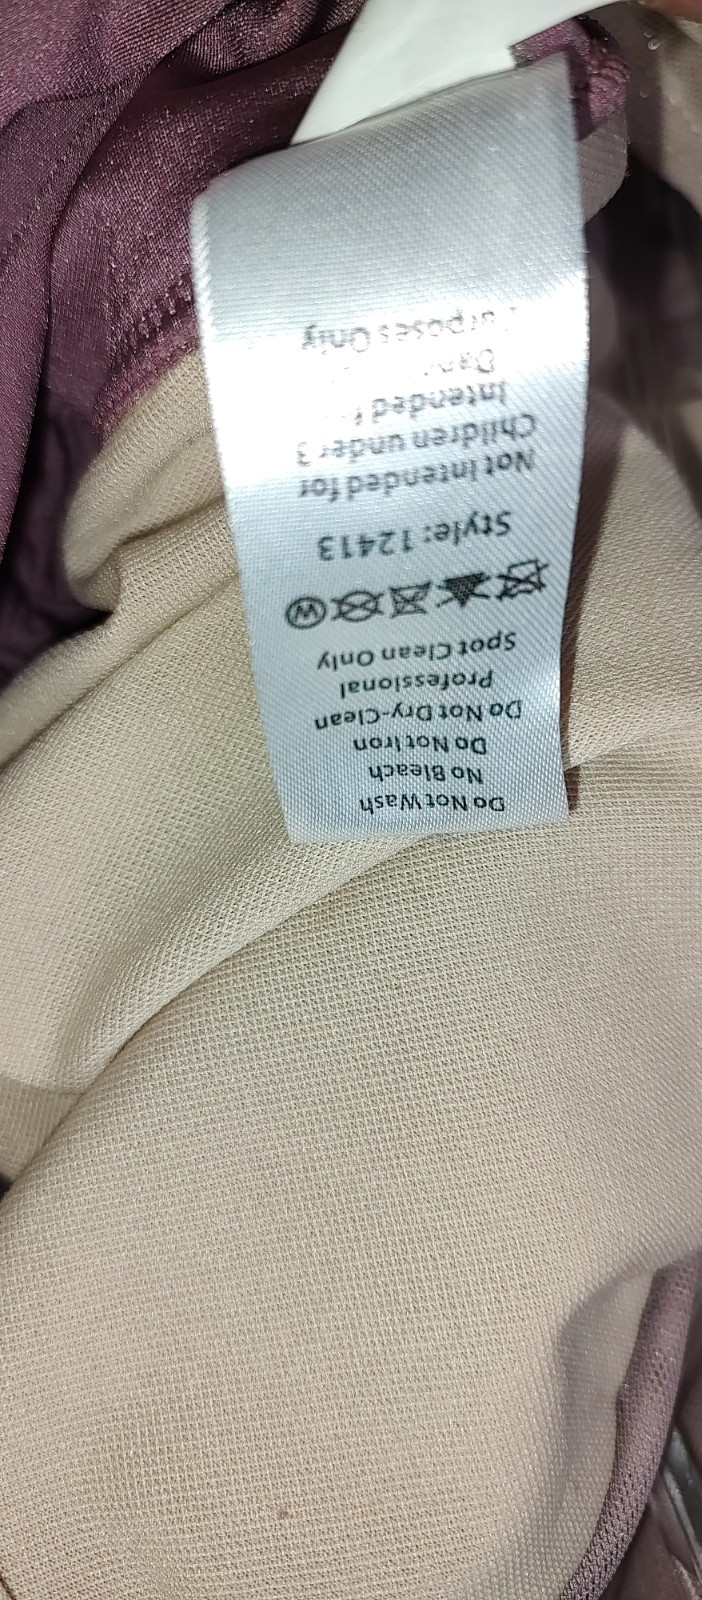 Do Not Wash
No Bleach
Do Not Iron
Do Not Dry-Clean
Professional
Spot Clean Only
W
Style: 12413
Not Intended for
Children under 3
Intended
Purposes Only